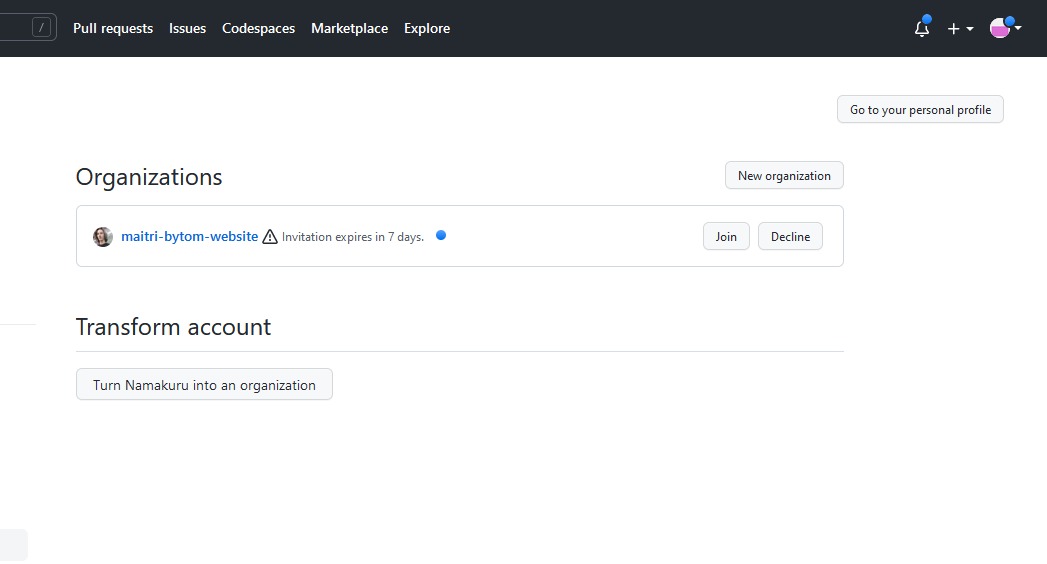 / Pull requests Issues Codespaces Marketplace Explore
Go to your personal profile
Organizations New organization
maitri-bytom-website Invitation expires in 7 days. Join Decline
Transform account
Turn Namakuru into an organization